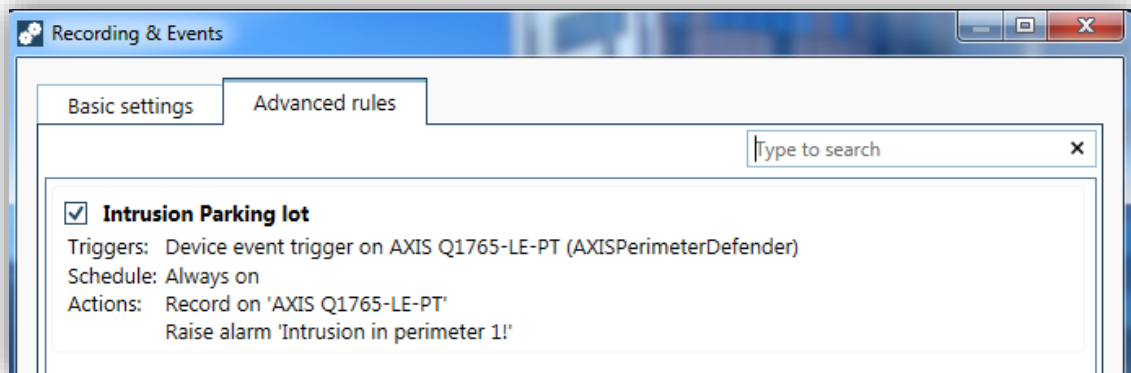 Recording & Events
Basic settings
Advanced rules
Type to search
Intrusion Parking lot
Triggers: Device event trigger on AXIS Q1765-LE-PT (AXISPerimeterDefender)
Schedule: Always on
Actions: Record on 'AXIS Q1765-LE-PT'
Raise alarm 'Intrusion in perimeter 1!'